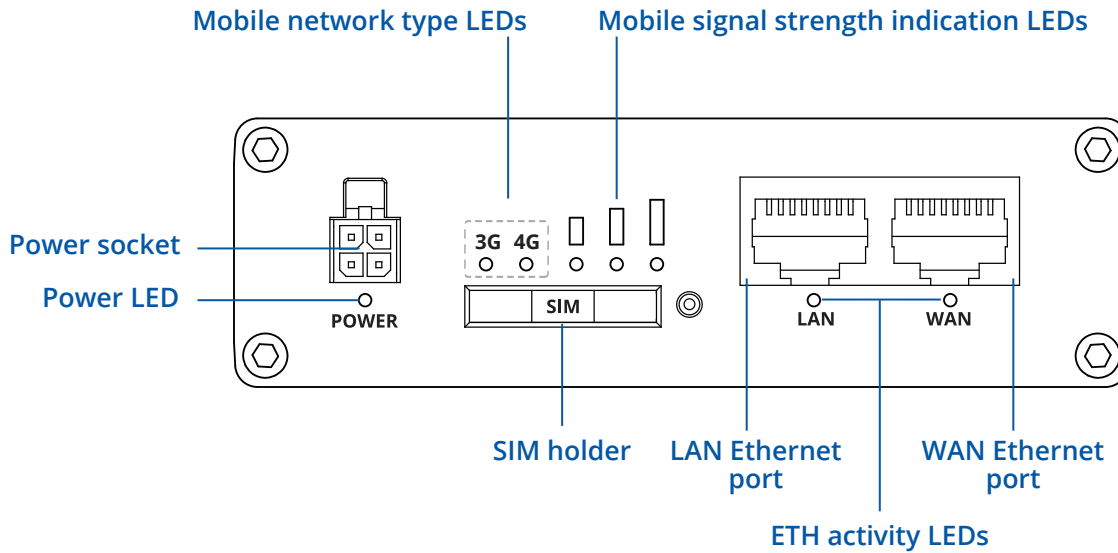 Mobile network type LEDs
Mobile signal strength indication LEDs
3G 4G
Power socket
Power LED
POWER
SIM
LAN
WAN
SIM holder
LAN Ethernet
port
WAN Ethernet
port
ETH activity LEDs